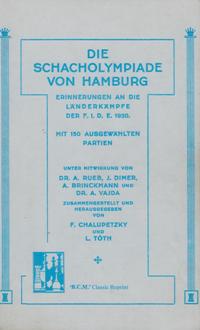 DIE
SCHACHOLYMPIADE
VON HAMBURG
ERINNERUNGEN AN DIE
LÄNDERKÄMPFE
DER F. I. D. E. 1930.
MIT 150 AUSGEWÄHLTEN
PARTIEN
UNTER MITWIRKUNG VON
DR. A. RUEB, J. DIMER,
A. BRINCKMANN UND
DR. A. VAJDA
ZUSAMMENGESTELLT UND
HERAUSGEGEBEN
VON
F. CHALUPETZKY
UND
L. TÓTH
"B.C.M." Classic Reprint